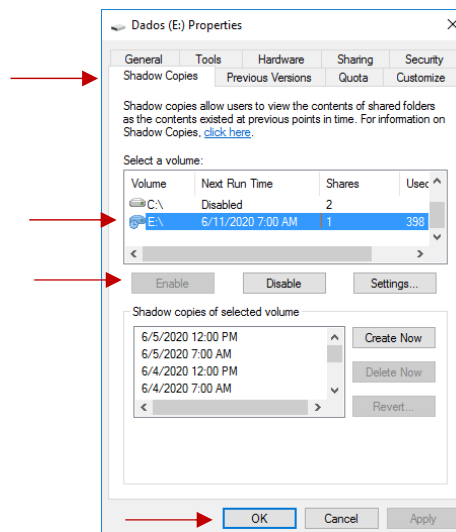 Dados (E:) Properties
General Tools Hardware Sharing Security
Shadow Copies Previous Versions Quota Customize
Shadow copies allow users to view the contents of shared folders
as the contents existed at previous points in time. For information on
Shadow Copies, click here.
Select a volume:
Volume Next Run Time Shares Used
C:\ Disabled 2
E:\ 6/11/2020 7:00 AM 1 398
Enable Disable Settings...
Shadow copies of selected volume
6/5/2020 12:00 PM
6/5/2020 7:00 AM
6/4/2020 12:00 PM
6/4/2020 7:00 AM
Create Now
Delete Now
Revert...
OK Cancel Apply